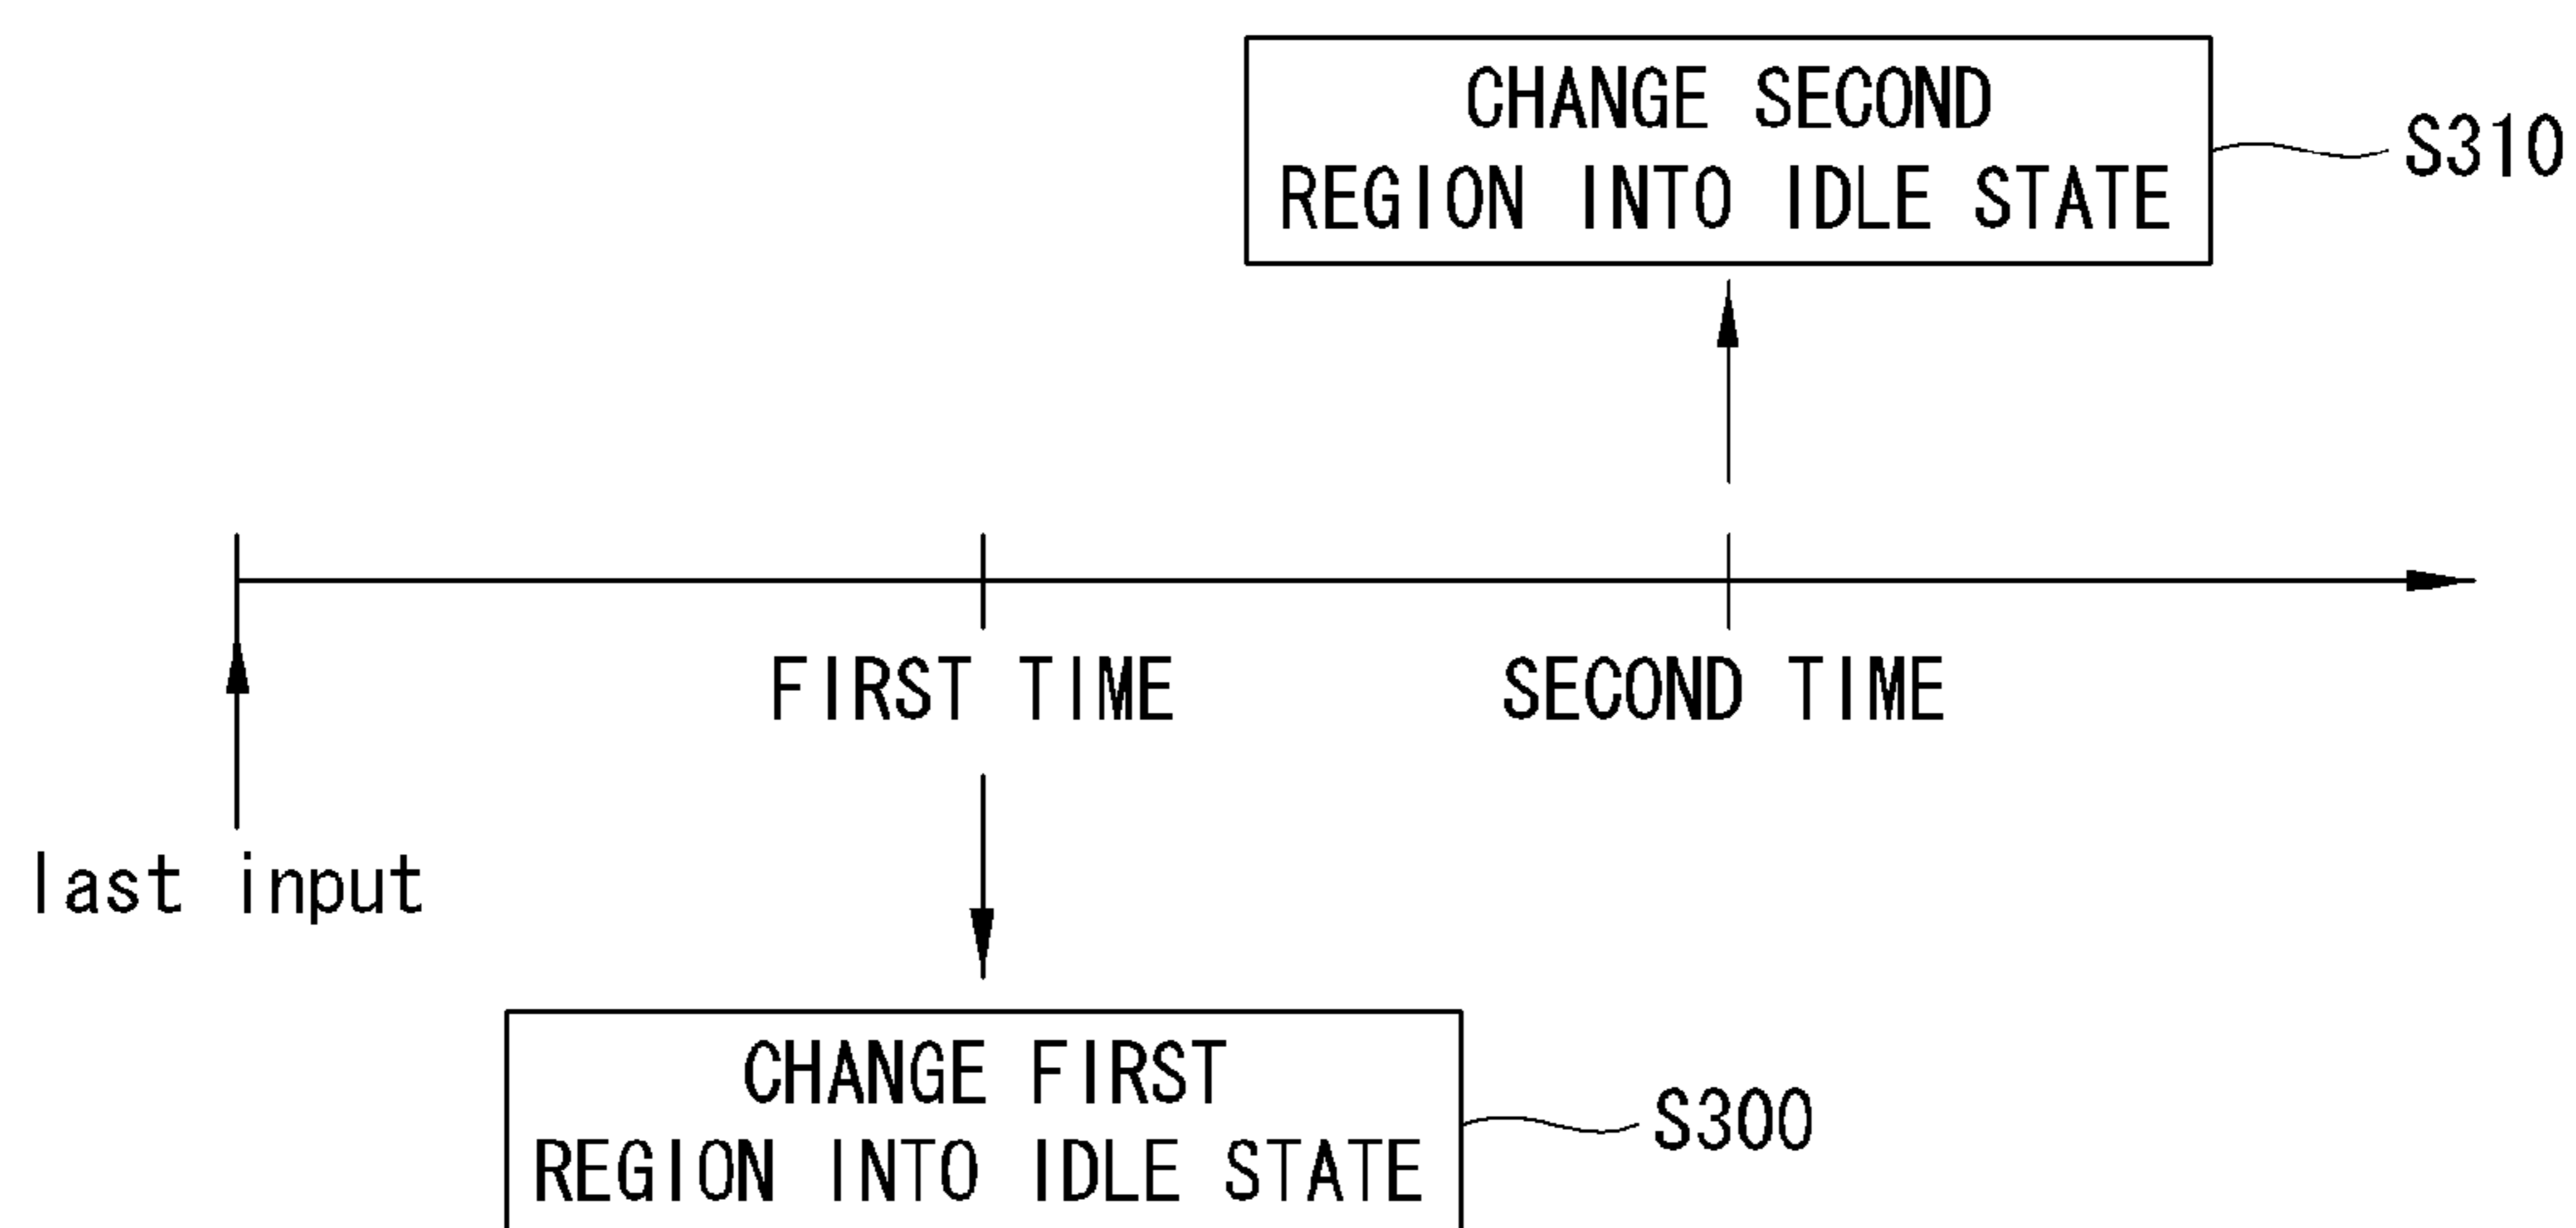 CHANGE SECOND
REGION INTO IDLE STATE
S310
FIRST TIME
SECOND TIME
last input
CHANGE FIRST
REGION INTO IDLE STATE
S300